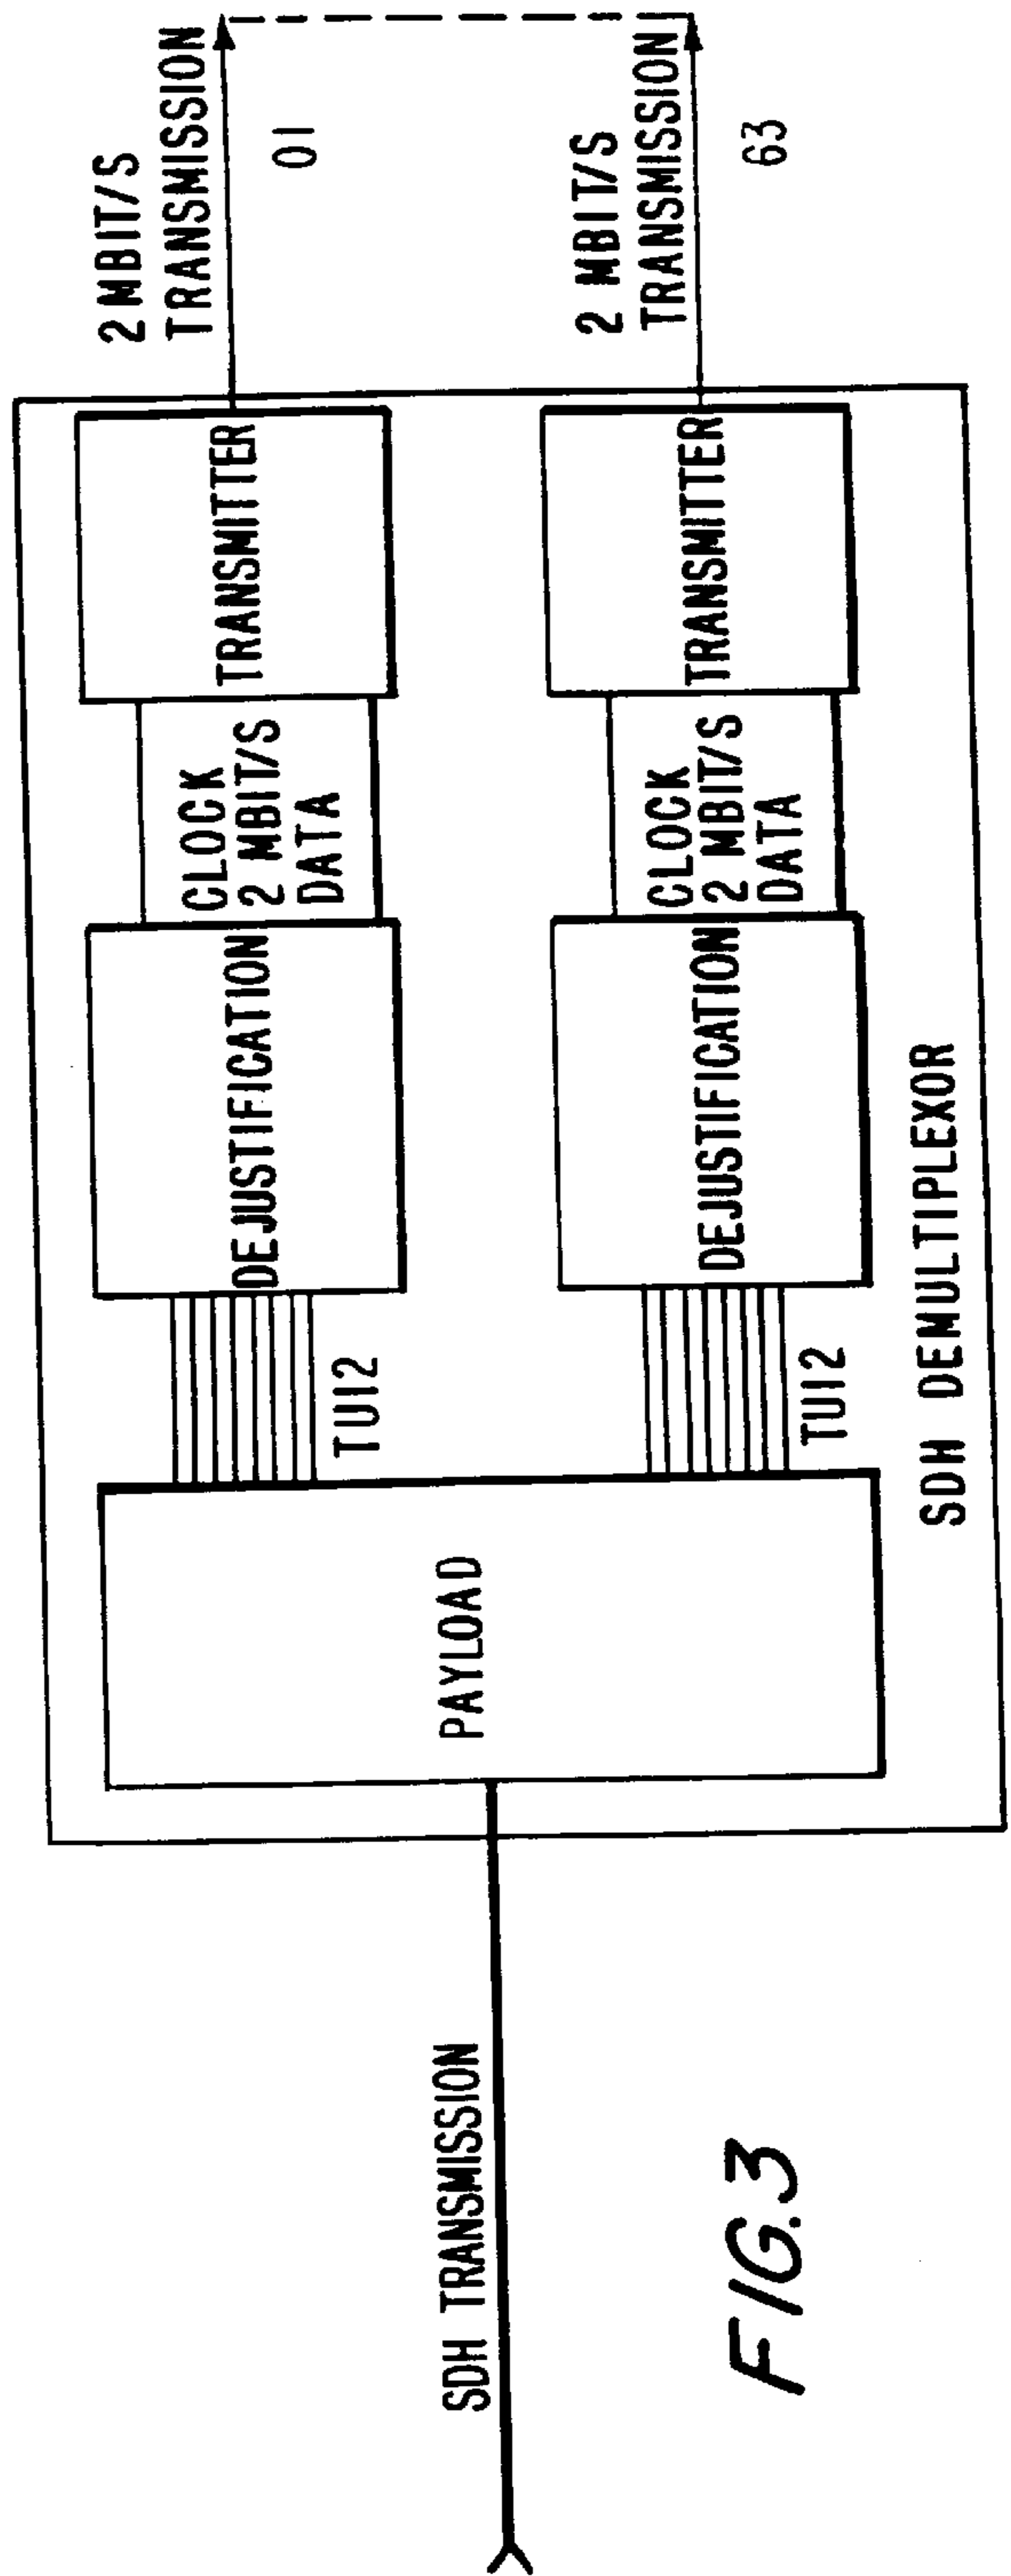 SDH TRANSMISSION
PAYLOAD
TU12
DEJUSTIFICATION
CLOCK
2 MBIT/S
DATA
TRANSMITTER
2 MBIT/S
TRANSMISSION
01
TU12
DEJUSTIFICATION
CLOCK
2 MBIT/S
DATA
TRANSMITTER
2 MBIT/S
TRANSMISSION
63
SDH DEMULTIPLEXOR
FIG.3